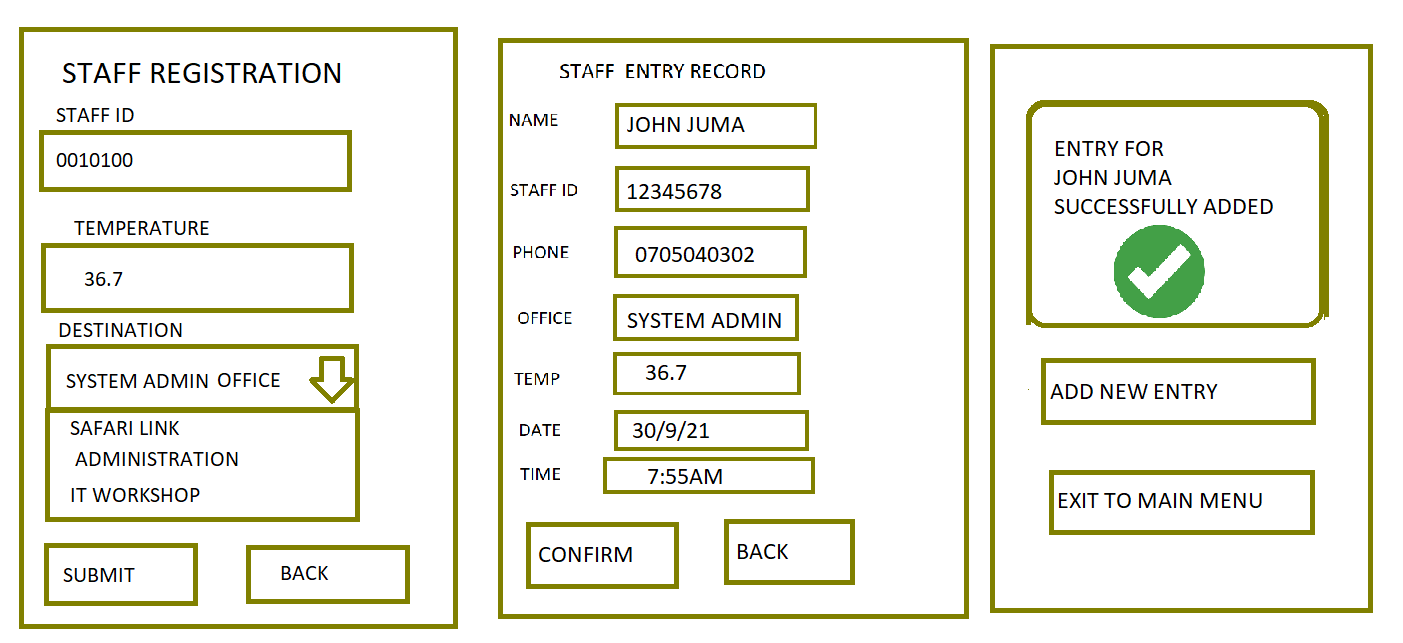 STAFF REGISTRATION
STAFF ID
0010100
TEMPERATURE
36.7
DESTINATION
SYSTEM ADMIN OFFICE
SAFARI LINK
ADMINISTRATION
IT WORKSHOP
SUBMIT
BACK
STAFF ENTRY RECORD
NAME
JOHN JUMA
STAFF ID
12345678
PHONE
0705040302
OFFICE
SYSTEM ADMIN
TEMP
36.7
DATE
30/9/21
TIME
7:55AM
CONFIRM
BACK
ENTRY FOR
JOHN JUMA
SUCCESSFULLY ADDED
ADD NEW ENTRY
EXIT TO MAIN MENU